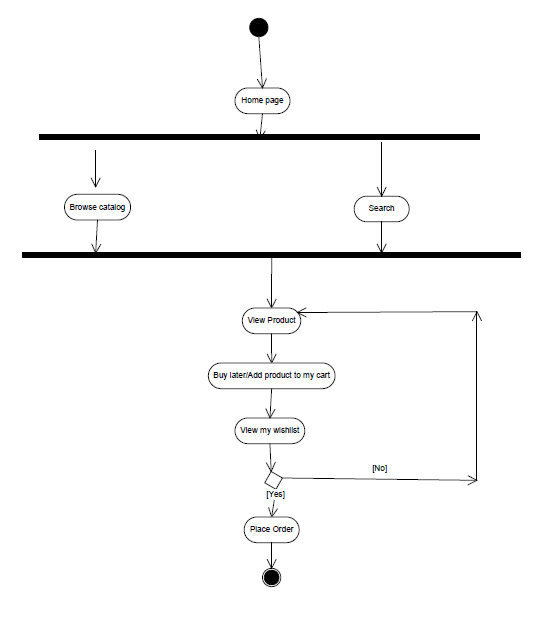 Home page
Browse catalog
Search
View Product
Buy later/Add product to my cart
View my wishlist
[No]
[Yes]
Place Order